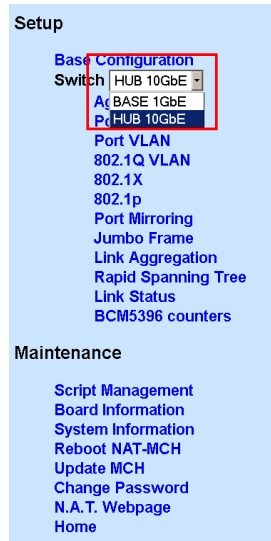 Setup
Base Configuration
Switch HUB 10GbE
BASE 1GbE
HUB 10GbE
Port VLAN
802.1Q VLAN
802.1X
802.1p
Port Mirroring
Jumbo Frame
Link Aggregation
Rapid Spanning Tree
Link Status
BCM5396 counters
Maintenance
Script Management
Board Information
System Information
Reboot NAT-MCH
Update MCH
Change Password
N.A.T. Webpage
Home